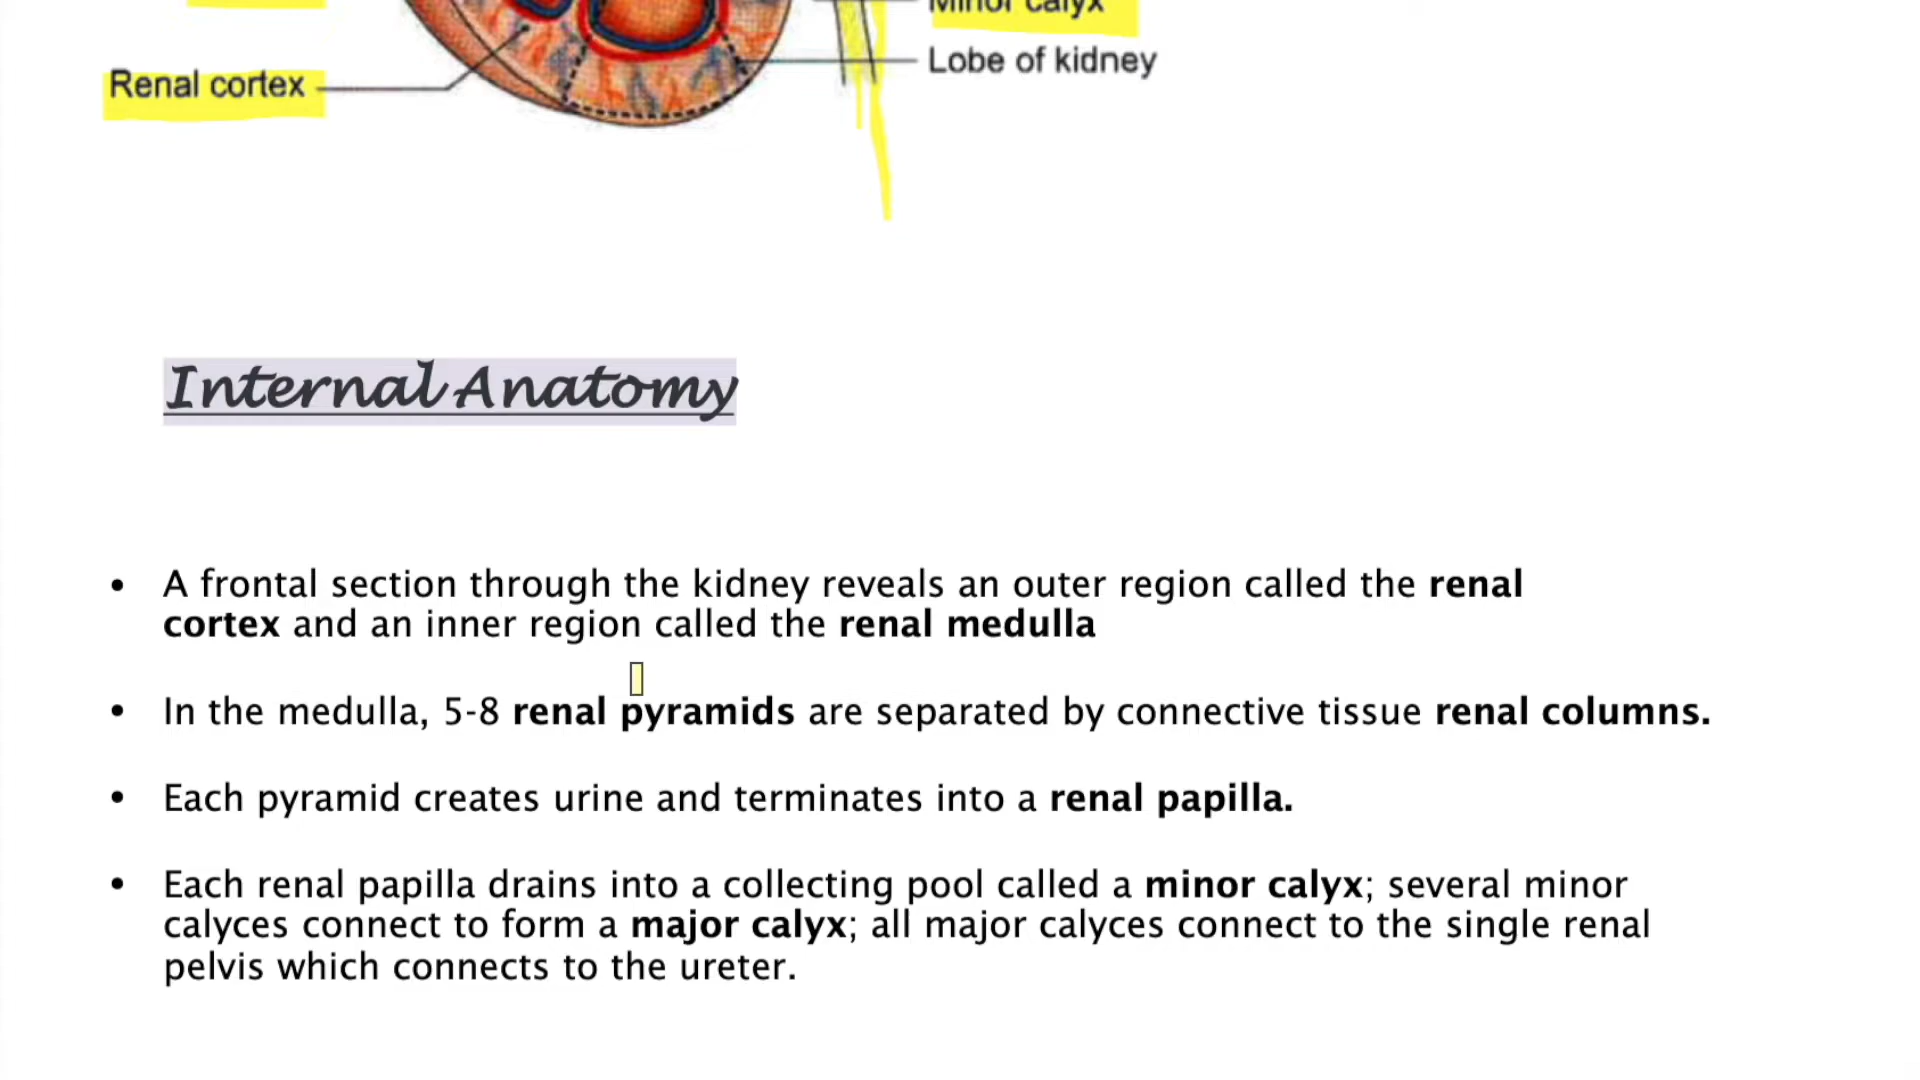 Minor calyx
Lobe of kidney
Renal cortex
Internal Anatomy
• A frontal section through the kidney reveals an outer region called the renal
cortex and an inner region called the renal medulla
• In the medulla, 5-8 renal pyramids are separated by connective tissue renal columns.
• Each pyramid creates urine and terminates into a renal papilla.
• Each renal papilla drains into a collecting pool called a minor calyx; several minor
calyces connect to form a major calyx; all major calyces connect to the single renal
pelvis which connects to the ureter.